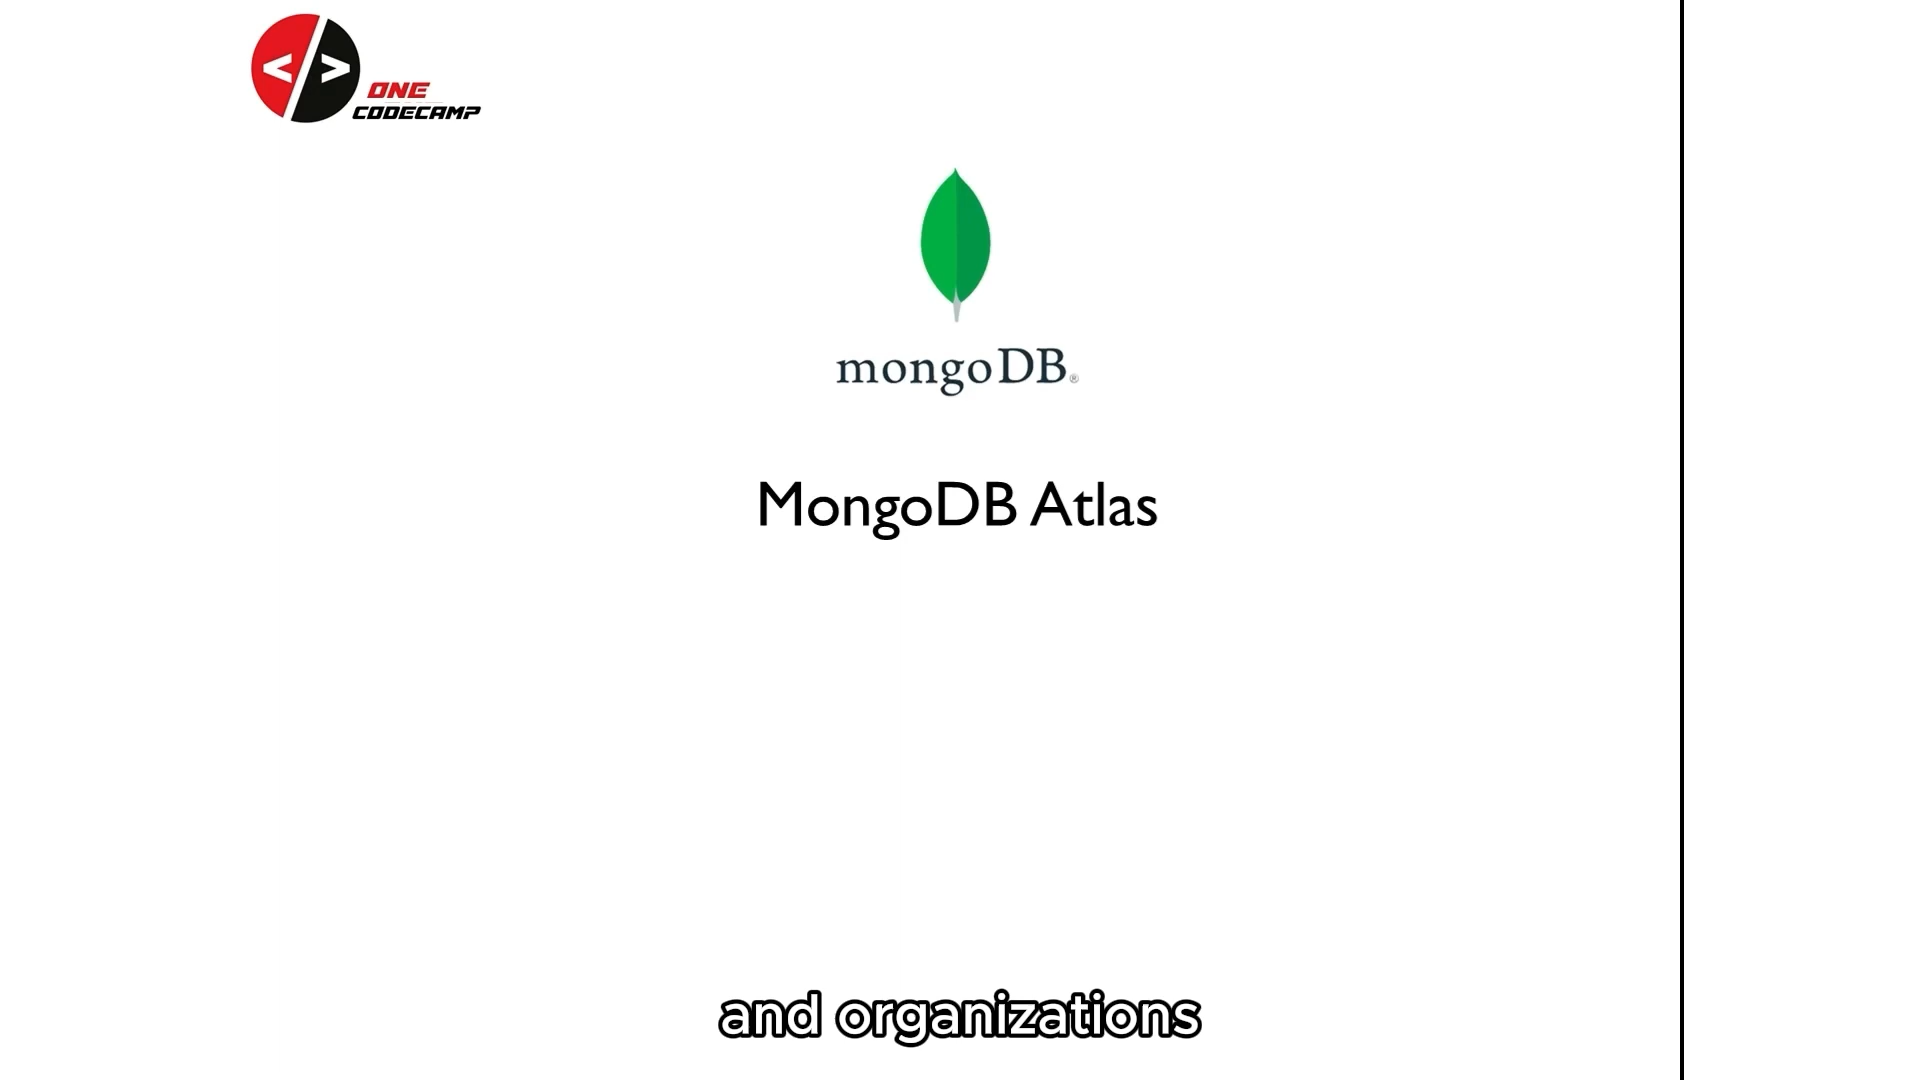 </>
ONE
CODECAMP
mongoDB®
MongoDB Atlas
and organizations